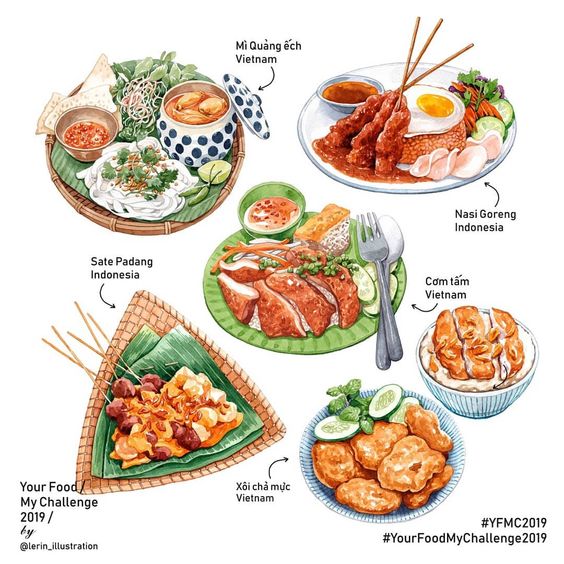 Mì Quảng ếch
Vietnam
Nasi Goreng
Indonesia
Sate Padang
Indonesia
Cơm tấm
Vietnam
Xôi chả mực
Vietnam
Your Food /
My Challenge
2019 /
by
@lerin_illustration
#YFMC2019
#YourFoodMyChallenge2019